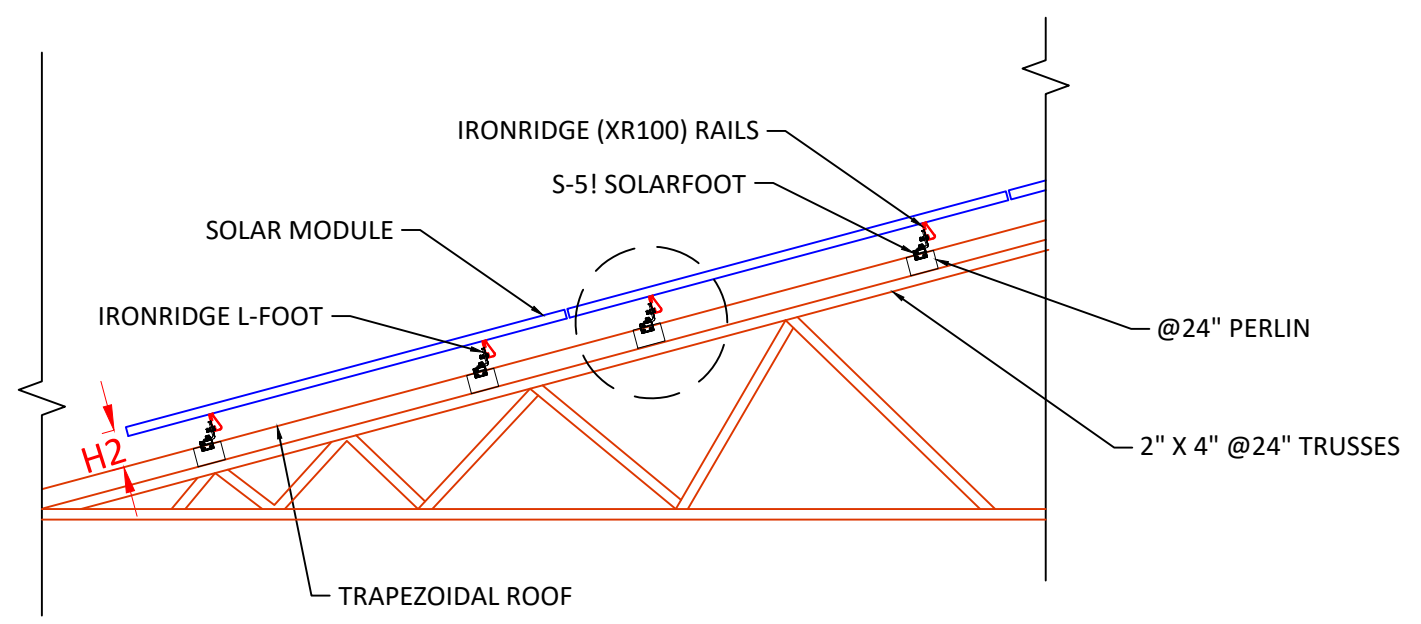 IRONRIDGE (XR100) RAILS
S-5! SOLARFOOT
SOLAR MODULE
IRONRIDGE L-FOOT
@24" PERLIN
H2
2" X 4" @24" TRUSSES
TRAPEZOIDAL ROOF